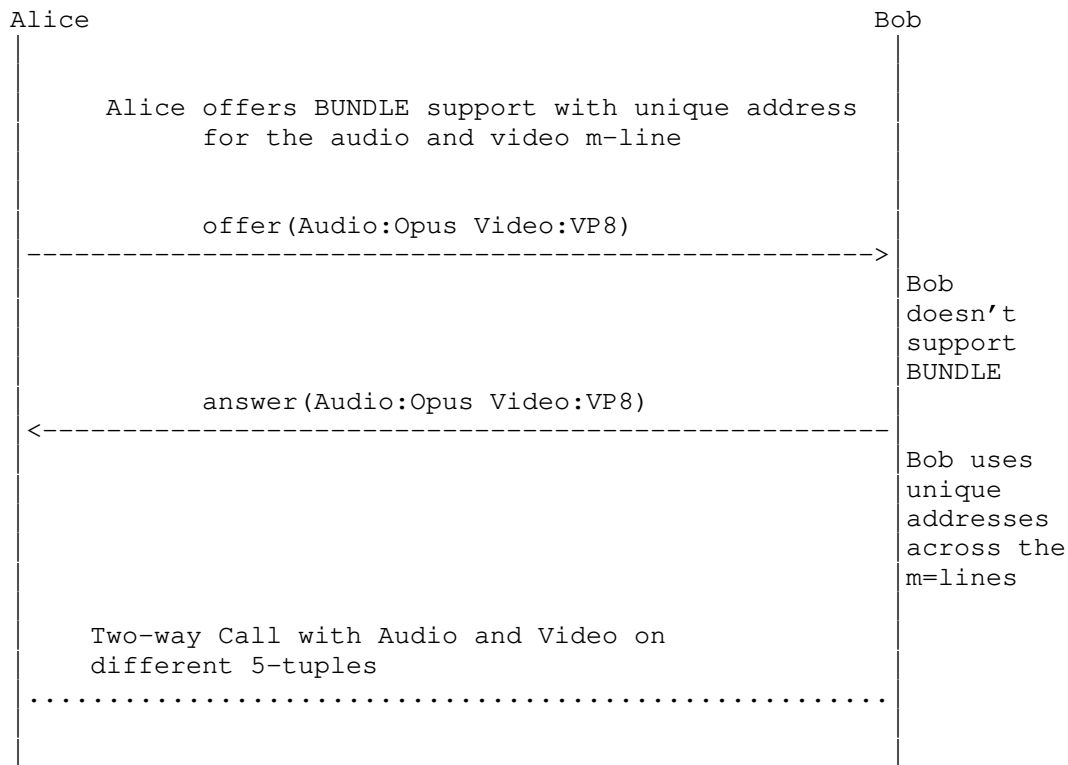 Alice Bob
Alice offers BUNDLE support with unique address
for the audio and video m-line
offer(Audio:Opus Video:VP8)
Bob
doesn't
support
BUNDLE
answer(Audio:Opus Video:VP8)
Bob uses
unique
addresses
across the
m=lines
Two-way Call with Audio and Video on
different 5-tuples